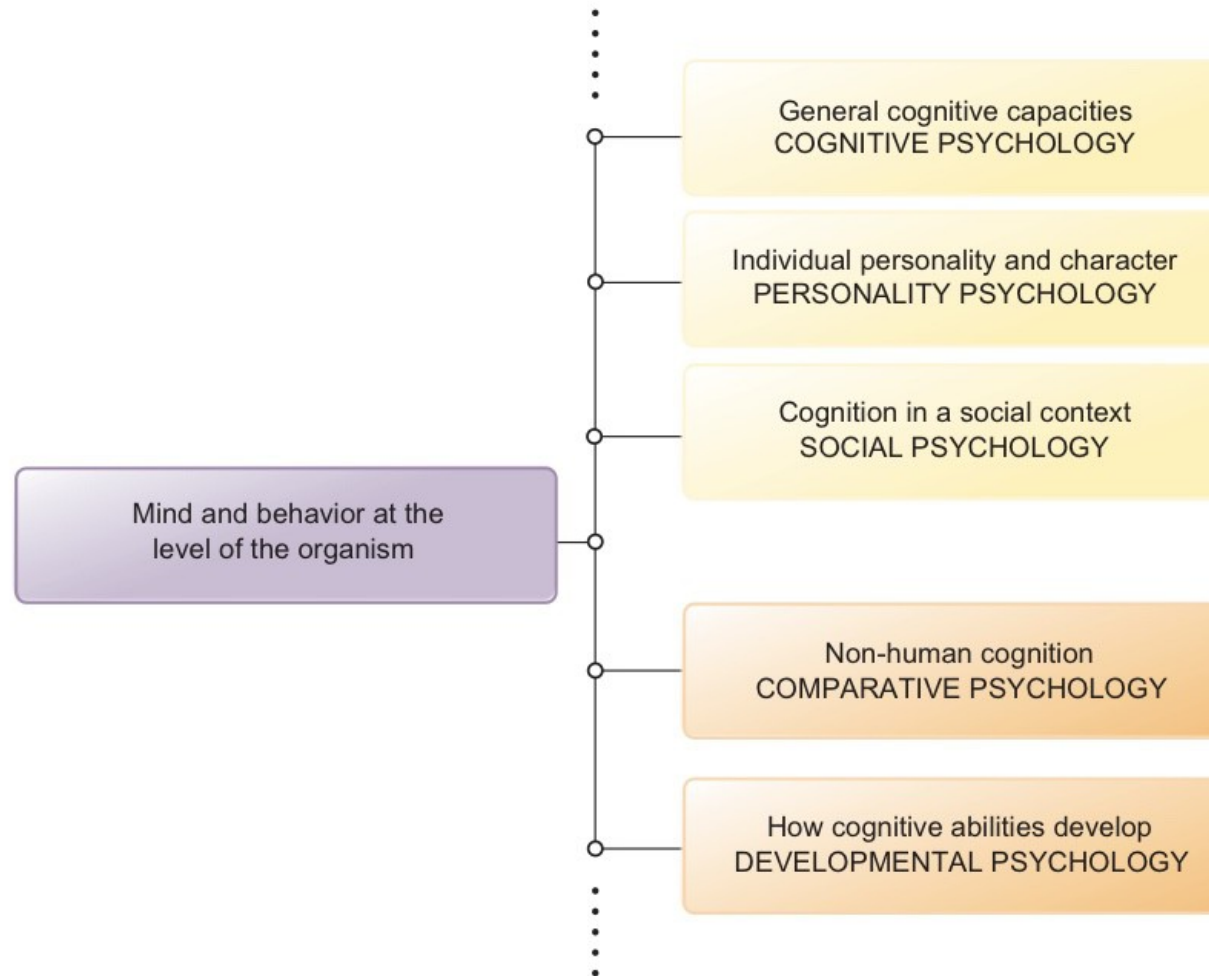 General cognitive capacities
COGNITIVE PSYCHOLOGY
Individual personality and character
PERSONALITY PSYCHOLOGY
Cognition in a social context
SOCIAL PSYCHOLOGY
Mind and behavior at the
level of the organism
Non-human cognition
COMPARATIVE PSYCHOLOGY
How cognitive abilities develop
DEVELOPMENTAL PSYCHOLOGY